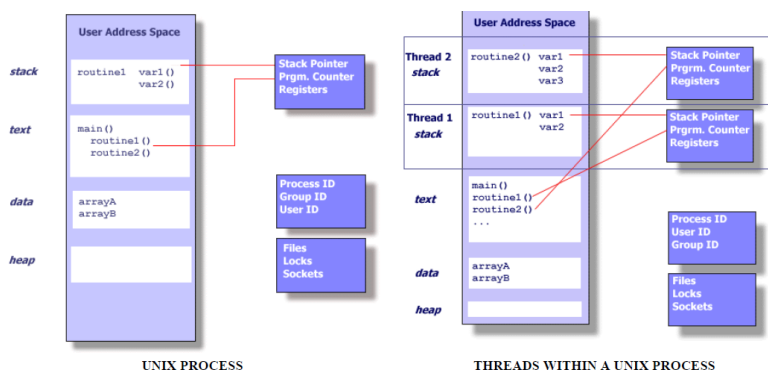 User Address Space
stack
routine1 var1()
var2()
Stack Pointer
Prgrm. Counter
Registers
text
main()
routine1()
routine2()
data
arrayA
arrayB
Process ID
Group ID
User ID
heap
Files
Locks
Sockets
UNIX PROCESS
User Address Space
Thread 2
stack
routine2() var1
var2
var3
Stack Pointer
Prgrm. Counter
Registers
Thread 1
stack
routine1() var1
var2
Stack Pointer
Prgrm. Counter
Registers
text
main()
routine1()
routine2()
...
Process ID
User ID
Group ID
data
arrayA
arrayB
Files
Locks
Sockets
heap
THREADS WITHIN A UNIX PROCESS